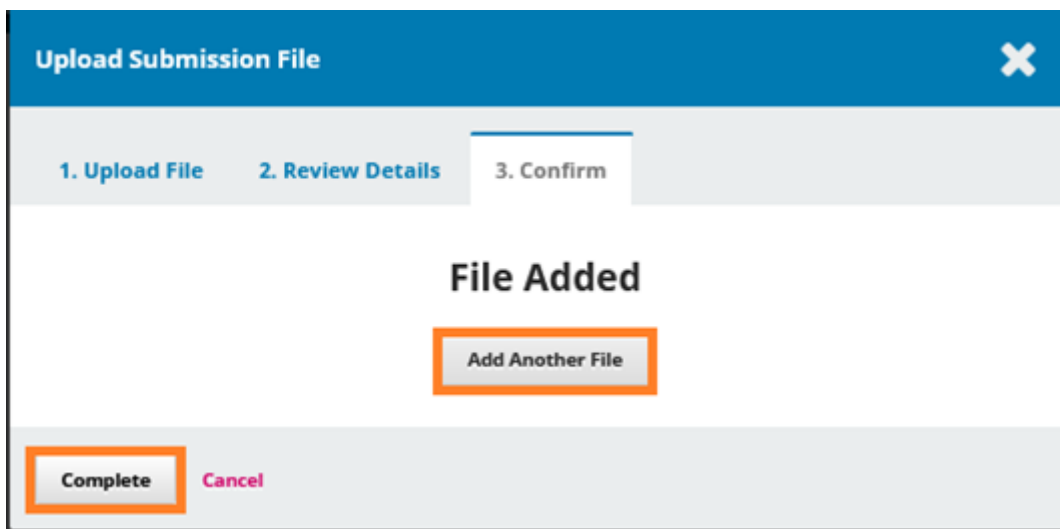 Upload Submission File
1. Upload File 2. Review Details 3. Confirm
File Added
Add Another File
Complete Cancel